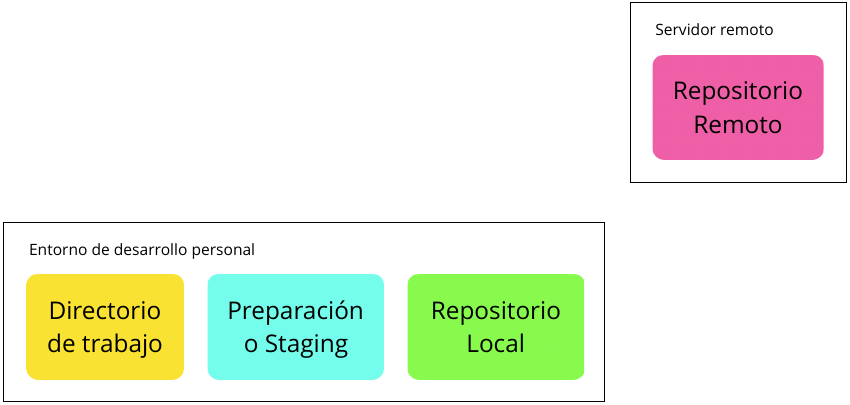 Servidor remoto
Repositorio
Remoto
Entorno de desarrollo personal
Directorio
de trabajo
Preparación
o Staging
Repositorio
Local